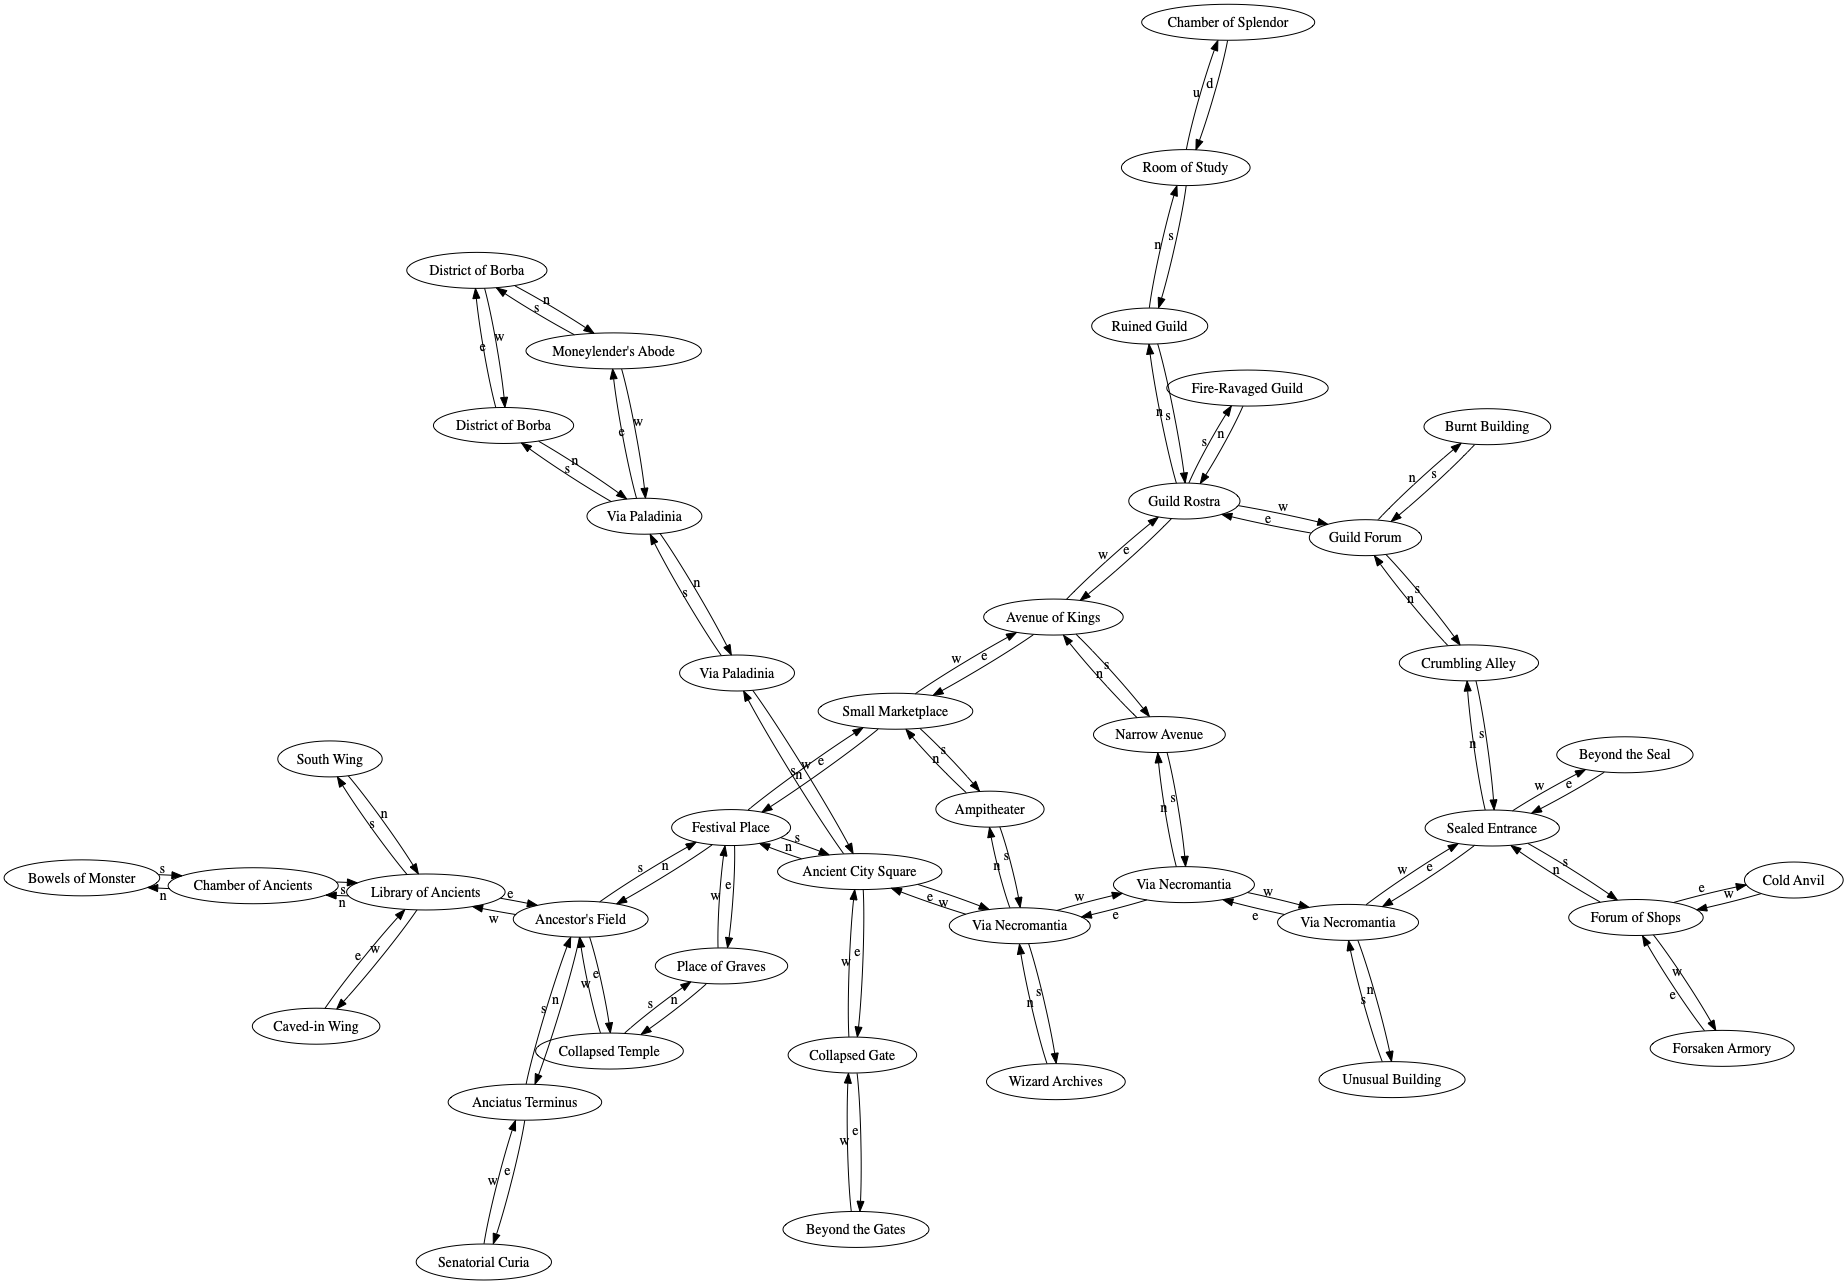 Chamber of Splendor
u
d
Room of Study
n
s
District of Borba
n
s
w
e
Moneylender's Abode
Ruined Guild
n
s
Fire-Ravaged Guild
s
n
District of Borba
n
s
w
e
Burnt Building
n
s
Guild Rostra
w
e
Guild Forum
Via Paladinia
n
s
w
e
s
n
Avenue of Kings
w
e
s
n
Crumbling Alley
Via Paladinia
Small Marketplace
s
n
Narrow Avenue
s
n
South Wing
n
s
s
n
w
e
Ampitheater
s
n
w
e
Beyond the Seal
Festival Place
s
n
Sealed Entrance
s
n
Bowels of Monster
s
n
Chamber of Ancients
s
n
Library of Ancients
e
w
s
n
Ancient City Square
e
w
Via Necromantia
w
e
w
e
w
e
Cold Anvil
Ancestor's Field
w
e
Via Necromantia
Via Necromantia
Forum of Shops
e
w
Place of Graves
w
e
s
n
s
n
w
e
s
n
n
s
w
e
Caved-in Wing
Collapsed Temple
Collapsed Gate
Forsaken Armory
Anciatus Terminus
Wizard Archives
Unusual Building
w
e
w
e
Beyond the Gates
Senatorial Curia